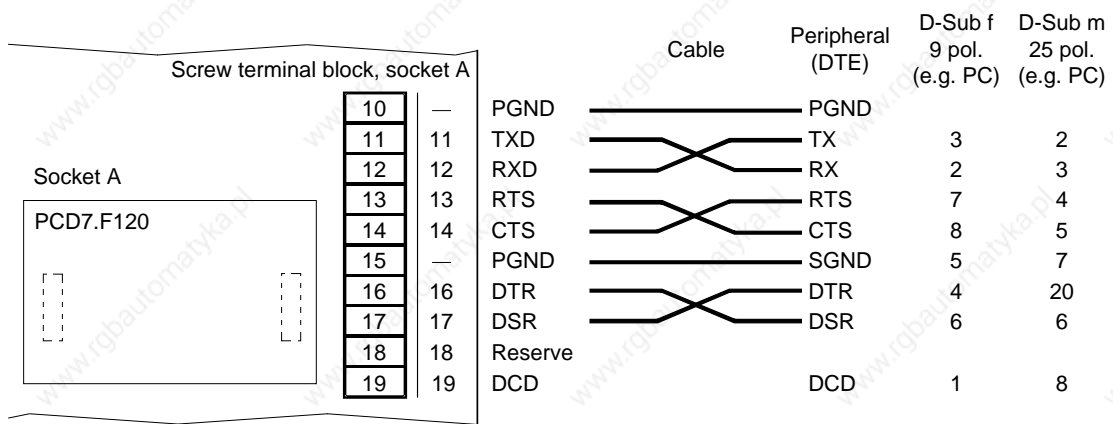 D-Sub f D-Sub m
Cable Peripheral 9 pol. 25 pol.
(DTE) (e.g. PC) (e.g. PC)
Screw terminal block, socket A
10 — PGND PGND
11 11 TXD TX 3 2
12 12 RXD RX 2 3
Socket A
13 13 RTS RTS 7 4
PCD7.F120
14 14 CTS CTS 8 5
15 — PGND SGND 5 7
16 16 DTR DTR 4 20
17 17 DSR DSR 6 6
18 18 Reserve
19 19 DCD DCD 1 8
www.rgbautomatyka.pl